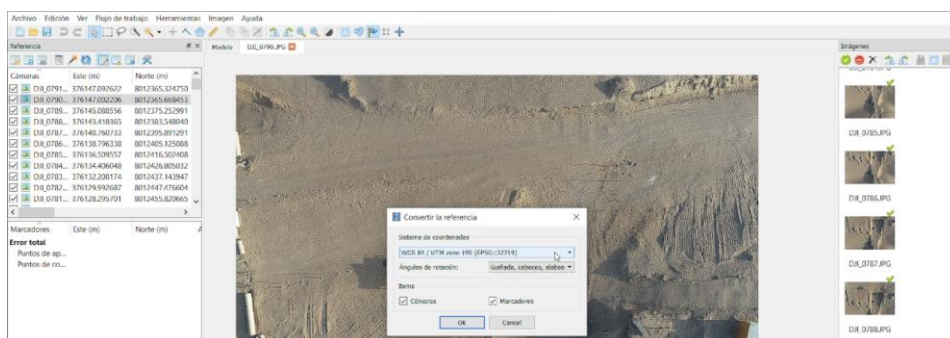 Archivo Edición Ver Flujo de trabajo Herramientas Imagen Ayuda
Referencia
Modelo DJI_0790.JPG
Imágenes
Cámaras Este (m) Norte (m)
DJI_0791... 376147.092622 8012365.324750
DJI_0790... 376147.002206 8012365.668453
DJI_0789... 376145.088556 8012375.252991
DJI_0788... 376143.418365 8012383.548040
DJI_0787... 376140.760733 8012395.891291
DJI_0786... 376138.796338 8012405.125088
DJI_0785... 376136.509557 8012416.502408
DJI_0784... 376134.406048 8012426.805032
DJI_0783... 376132.200174 8012437.143947
DJI_0782... 376129.992687 8012447.476604
DJI_0781... 376128.295701 8012455.820665
Marcadores Este (m) Norte (m)
Error total
Puntos de ap...
Puntos de co...
Convertir la referencia
Sistema de coordenadas
WGS 84 / UTM zone 19S (EPSG::32719)
Ángulos de rotación: Guiñada, cabeceo, alabeo
Items
Cámaras Marcadores
OK Cancel
DJI_0785.JPG
DJI_0786.JPG
DJI_0787.JPG
DJI_0788.JPG